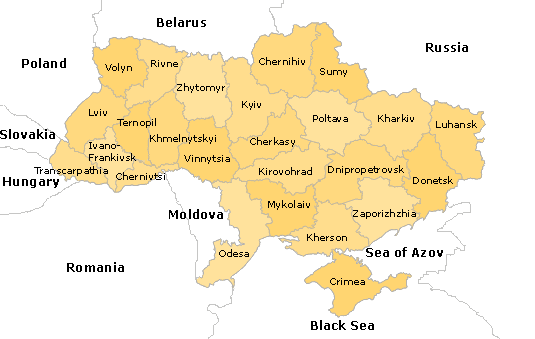 Belarus
Russia
Poland
Volyn
Rivne
Chernihiv
Sumy
Zhytomyr
Kyiv
Lviv
Ternopil
Khmelnytskyi
Poltava
Kharkiv
Luhansk
Slovakia
Ivano-
Frankivsk
Cherkasy
Vinnytsia
Transcarpathia
Chernivtsi
Kirovohrad
Dnipropetrovsk
Donetsk
Hungary
Moldova
Mykolaiv
Zaporizhzhia
Kherson
Odesa
Sea of Azov
Romania
Crimea
Black Sea